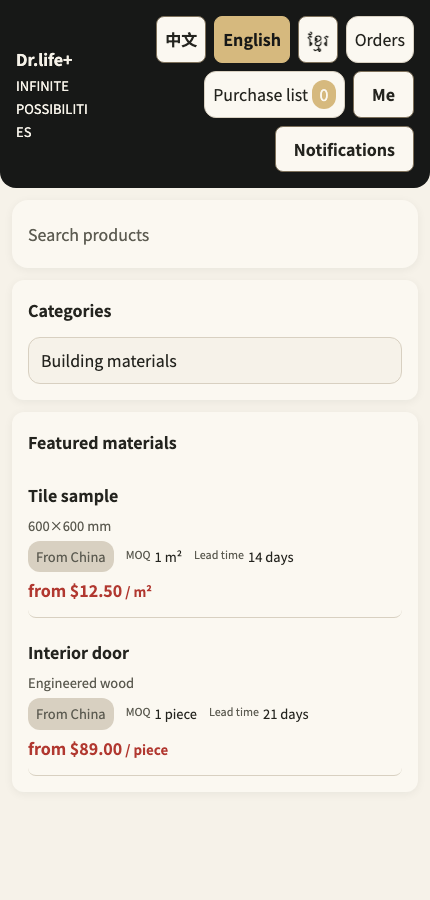 Dr.life+
INFINITE
POSSIBILITI
ES
中文 English ខ្មែរ Orders
Purchase list 0 Me
Notifications
Search products
Categories
Building materials
Featured materials
Tile sample
600×600 mm
From China MOQ 1 m² Lead time 14 days
from $12.50 / m²
Interior door
Engineered wood
From China MOQ 1 piece Lead time 21 days
from $89.00 / piece